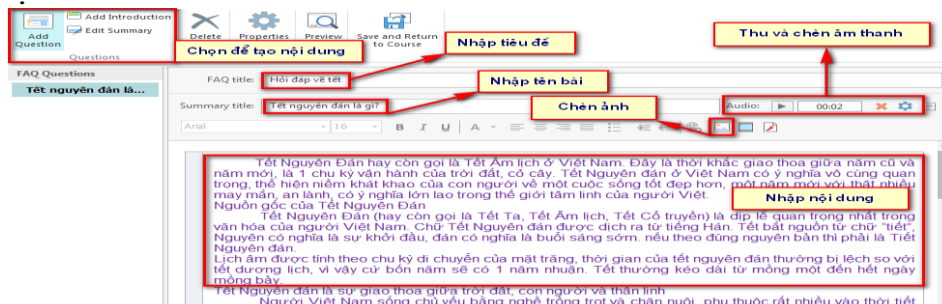 Add Introduction
Edit Summary
Add Question
Questions
Delete Properties Preview Save and Return to Course
Chọn để tạo nội dung
Nhập tiêu đề
Thu và chèn âm thanh
FAQ Questions
Tết nguyên đán là...
FAQ title: Hỏi đáp về tết
Nhập tên bài
Summary title: Tết nguyên đán là gì?
Chèn ảnh
Audio: 00:02
Arial 16 B I U A
Tết Nguyên Đán hay còn gọi là Tết Âm lịch ở Việt Nam. Đây là thời khắc giao thoa giữa năm cũ và
năm mới, là 1 chu kỳ vận hành của trời đất, cỏ cây. Tết Nguyên đán ở Việt Nam có ý nghĩa vô cùng quan
trọng, thể hiện niềm khát khao của con người về một cuộc sống tốt đẹp hơn, một năm mới với thật nhiều
may mắn, an lành, có ý nghĩa lớn lao trong thế giới tâm linh của người Việt.
Nhập nội dung
Nguồn gốc của Tết Nguyên Đán
Tết Nguyên Đán (hay còn gọi là Tết Ta, Tết Âm lịch, Tết Cổ truyền) là dịp lễ quan trọng nhất trong
văn hóa của người Việt Nam. Chữ Tết Nguyên đán được dịch ra từ tiếng Hán. Tết bắt nguồn từ chữ "tiết",
Nguyên có nghĩa là sự khởi đầu, đán có nghĩa là buổi sáng sớm. nếu theo đúng nguyên bản thì phải là Tiết
Nguyên đán.
Lịch âm được tính theo chu kỳ di chuyển của mặt trăng, thời gian của tết nguyên đán thường bị lệch so với
tết dương lịch, vì vậy cứ bốn năm sẽ có 1 năm nhuận. Tết thường kéo dài từ mồng một đến hết ngày
mồng bảy.
Tết Nguyên đán là sự giao thoa giữa trời đất, con người và thần linh
Người Việt Nam sống chủ yếu bằng nghề trồng trọt và chăn nuôi, phụ thuộc rất nhiều vào thời tiết